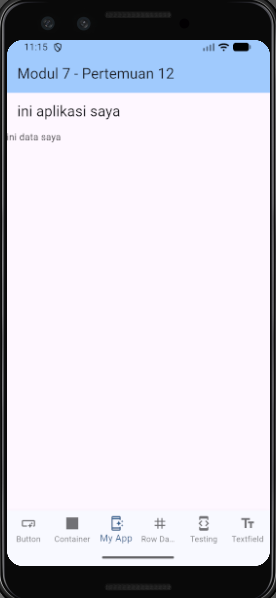 11:15
Modul 7 - Pertemuan 12
ini aplikasi saya
ini data saya
Button Container My App Row Da... Testing Textfield